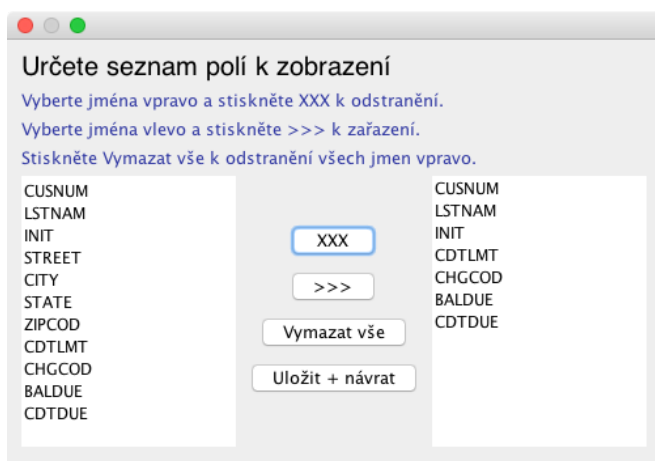 Určete seznam polí k zobrazení
Vyberte jména vpravo a stiskněte XXX k odstranění.
Vyberte jména vlevo a stiskněte >>> k zařazení.
Stiskněte Vymazat vše k odstranění všech jmen vpravo.
CUSNUM
LSTNAM
INIT
STREET
CITY
STATE
ZIPCOD
CDTLMT
CHGCOD
BALDUE
CDTDUE
XXX
>>>
Vymazat vše
Uložit + návrat
CUSNUM
LSTNAM
INIT
CDTLMT
CHGCOD
BALDUE
CDTDUE